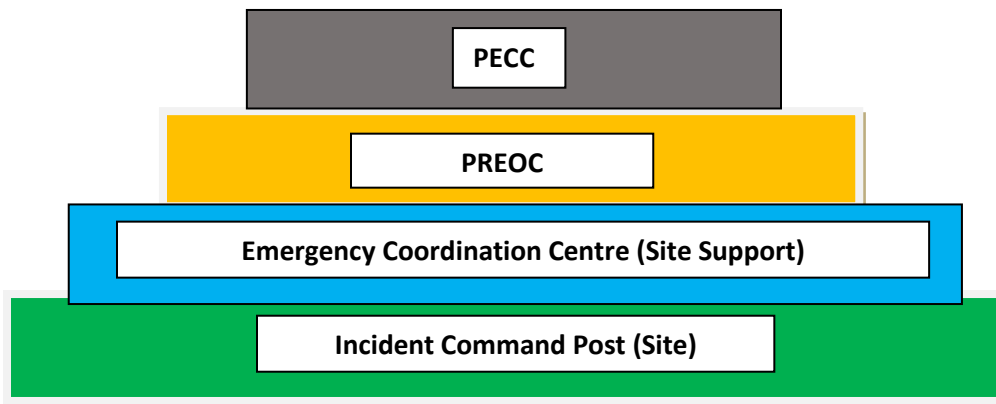 PECC
PREOC
Emergency Coordination Centre (Site Support)
Incident Command Post (Site)